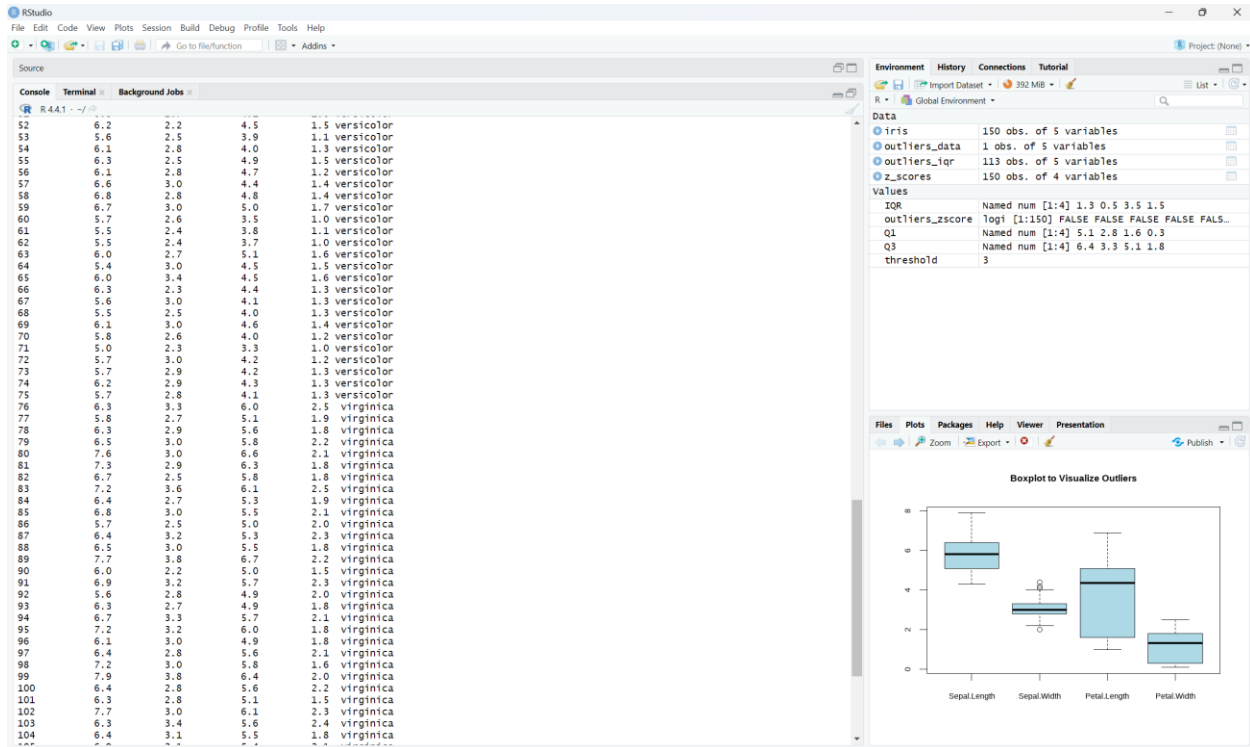 RStudio
File Edit Code View Plots Session Build Debug Profile Tools Help
Go to file/function Addins Project: (None)
Source
Console Terminal Background Jobs
R 4.4.1 · ~/
52 6.2 2.2 4.5 1.5 versicolor
53 5.6 2.5 3.9 1.1 versicolor
54 6.1 2.8 4.0 1.3 versicolor
55 6.3 2.5 4.9 1.5 versicolor
56 6.1 2.8 4.7 1.2 versicolor
57 6.6 3.0 4.4 1.4 versicolor
58 6.8 2.8 4.8 1.4 versicolor
59 6.7 3.0 5.0 1.7 versicolor
60 5.7 2.6 3.5 1.0 versicolor
61 5.5 2.4 3.8 1.1 versicolor
62 5.5 2.4 3.7 1.0 versicolor
63 6.0 2.7 5.1 1.6 versicolor
64 5.4 3.0 4.5 1.5 versicolor
65 6.0 3.4 4.5 1.6 versicolor
66 6.3 2.3 4.4 1.3 versicolor
67 5.6 3.0 4.1 1.3 versicolor
68 5.5 2.5 4.0 1.3 versicolor
69 6.1 3.0 4.6 1.4 versicolor
70 5.8 2.6 4.0 1.2 versicolor
71 5.0 2.3 3.3 1.0 versicolor
72 5.7 3.0 4.2 1.2 versicolor
73 5.7 2.9 4.2 1.3 versicolor
74 6.2 2.9 4.3 1.3 versicolor
75 5.7 2.8 4.1 1.3 versicolor
76 6.3 3.3 6.0 2.5 virginica
77 5.8 2.7 5.1 1.9 virginica
78 6.3 2.9 5.6 1.8 virginica
79 6.5 3.0 5.8 2.2 virginica
80 7.6 3.0 6.6 2.1 virginica
81 7.3 2.9 6.3 1.8 virginica
82 6.7 2.5 5.8 1.8 virginica
83 7.2 3.6 6.1 2.5 virginica
84 6.4 2.7 5.3 1.9 virginica
85 6.8 3.0 5.5 2.1 virginica
86 5.7 2.5 5.0 2.0 virginica
87 6.4 3.2 5.3 2.3 virginica
88 6.5 3.0 5.5 1.8 virginica
89 7.7 3.8 6.7 2.2 virginica
90 6.0 2.2 5.0 1.5 virginica
91 6.9 3.2 5.7 2.3 virginica
92 5.6 2.8 4.9 2.0 virginica
93 6.3 2.7 4.9 1.8 virginica
94 6.7 3.3 5.7 2.1 virginica
95 7.2 3.2 6.0 1.8 virginica
96 6.1 3.0 4.9 1.8 virginica
97 6.4 2.8 5.6 2.1 virginica
98 7.2 3.0 5.8 1.6 virginica
99 7.9 3.8 6.4 2.0 virginica
100 6.4 2.8 5.6 2.2 virginica
101 6.3 2.8 5.1 1.5 virginica
102 7.7 3.0 6.1 2.3 virginica
103 6.3 3.4 5.6 2.4 virginica
104 6.4 3.1 5.5 1.8 virginica
Environment History Connections Tutorial
Import Dataset 392 MiB List
R Global Environment
Data
iris 150 obs. of 5 variables
outliers_data 1 obs. of 5 variables
outliers_iqr 113 obs. of 5 variables
z_scores 150 obs. of 4 variables
Values
IQR Named num [1:4] 1.3 0.5 3.5 1.5
outliers_zscore logi [1:150] FALSE FALSE FALSE FALSE FALS...
Q1 Named num [1:4] 5.1 2.8 1.6 0.3
Q3 Named num [1:4] 6.4 3.3 5.1 1.8
threshold 3
Files Plots Packages Help Viewer Presentation
Zoom Export Publish
Boxplot to Visualize Outliers
8
6
4
2
0
Sepal.Length Sepal.Width Petal.Length Petal.Width